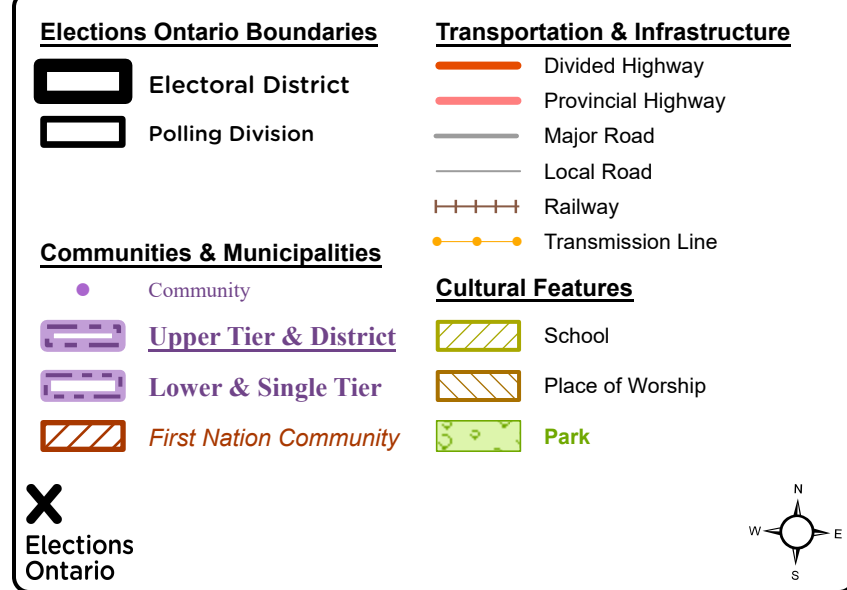 Elections Ontario Boundaries
Electoral District
Polling Division
Communities & Municipalities
Community
Upper Tier & District
Lower & Single Tier
First Nation Community
Transportation & Infrastructure
Divided Highway
Provincial Highway
Major Road
Local Road
Railway
Transmission Line
Cultural Features
School
Place of Worship
Park
Elections
Ontario
N
W
E
S